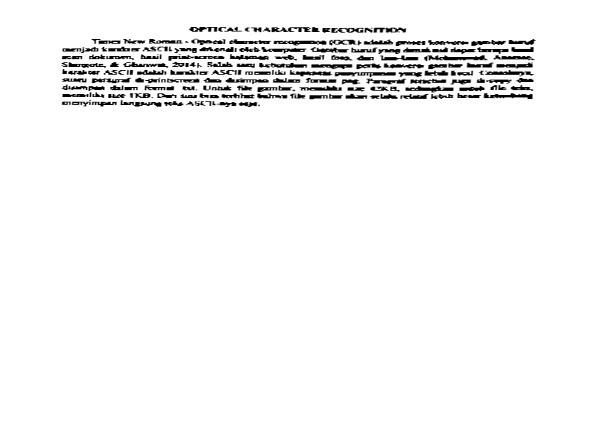 OPTICAL CHARACTER RECOGNITION
Times New Roman - Optical character recognition (OCR) adalah proses konversi gambar huruf
menjadi karakter ASCII yang dikenali oleh komputer. Gambar huruf yang dimaksud dapat berupa hasil
scan dokumen, hasil print-screen halaman web, hasil foto, dan lain-lain (Mohammad, Anarase,
Shingote, & Ghanwat, 2014). Salah satu kebutuhan mengapa perlu konversi gambar huruf menjadi
karakter ASCII adalah karakter ASCII memiliki kapasitas penyimpanan yang lebih kecil. Contohnya,
suatu paragraf di-printscreen dan disimpan dalam format png. Paragraf tersebut juga di-copy dan
disimpan dalam format txt. Untuk file gambar, memiliki size KB, sedangkan untuk file teks,
memiliki size 1KB. Dari sini bisa terlihat bahwa file gambar akan selalu relatif lebih besar ketimbang
menyimpan langsung teks ASCII-nya saja.